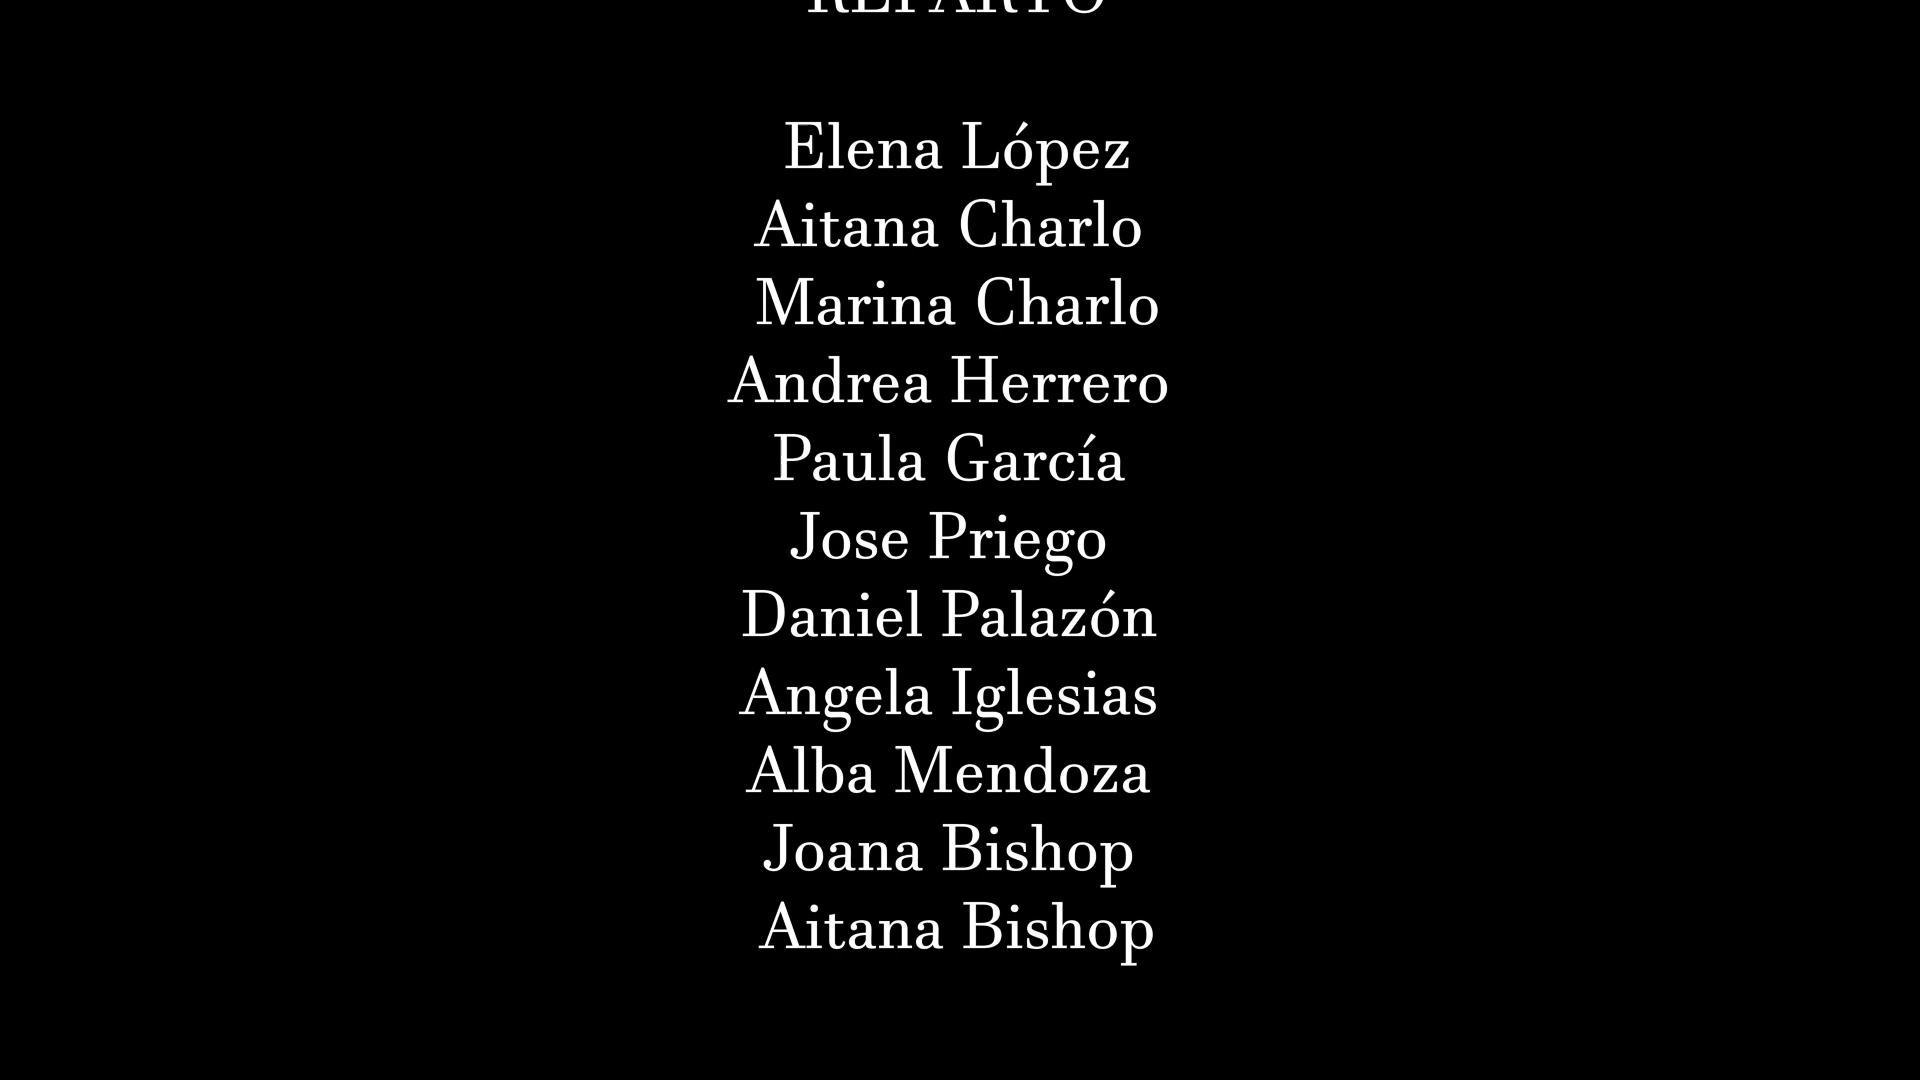 REPARTO
Elena López
Aitana Charlo
Marina Charlo
Andrea Herrero
Paula García
Jose Priego
Daniel Palazón
Angela Iglesias
Alba Mendoza
Joana Bishop
Aitana Bishop